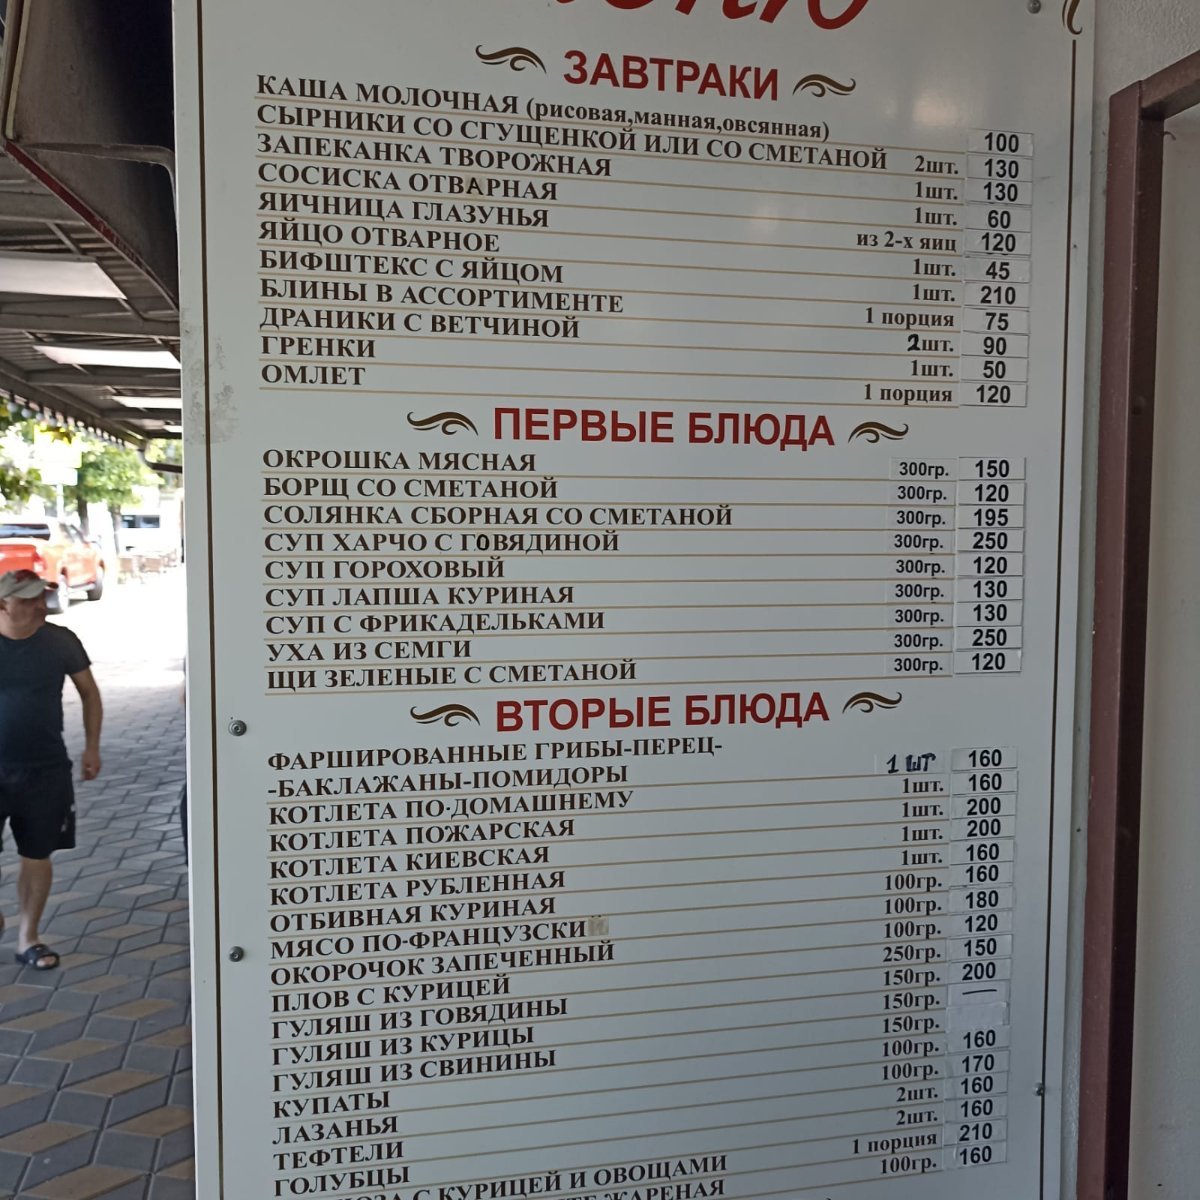 ЗАВТРАКИ
КАША МОЛОЧНАЯ (рисовая,манная,овсянная) 100
СЫРНИКИ СО СГУЩЕНКОЙ ИЛИ СО СМЕТАНОЙ 2шт. 130
ЗАПЕКАНКА ТВОРОЖНАЯ 1шт. 130
СОСИСКА ОТВАРНАЯ 1шт. 60
ЯИЧНИЦА ГЛАЗУНЬЯ из 2-х яиц 120
ЯЙЦО ОТВАРНОЕ 1шт. 45
БИФШТЕКС С ЯЙЦОМ 1шт. 210
БЛИНЫ В АССОРТИМЕНТЕ 1 порция 75
ДРАНИКИ С ВЕТЧИНОЙ 2шт. 90
ГРЕНКИ 1шт. 50
ОМЛЕТ 1 порция 120
ПЕРВЫЕ БЛЮДА
ОКРОШКА МЯСНАЯ 300гр. 150
БОРЩ СО СМЕТАНОЙ 300гр. 120
СОЛЯНКА СБОРНАЯ СО СМЕТАНОЙ 300гр. 195
СУП ХАРЧО С ГОВЯДИНОЙ 300гр. 250
СУП ГОРОХОВЫЙ 300гр. 120
СУП ЛАПША КУРИНАЯ 300гр. 130
СУП С ФРИКАДЕЛЬКАМИ 300гр. 130
УХА ИЗ СЕМГИ 300гр. 250
ЩИ ЗЕЛЕНЫЕ С СМЕТАНОЙ 300гр. 120
ВТОРЫЕ БЛЮДА
ФАРШИРОВАННЫЕ ГРИБЫ-ПЕРЕЦ-
-БАКЛАЖАНЫ-ПОМИДОРЫ 1 ШТ 160
КОТЛЕТА ПО-ДОМАШНЕМУ 1шт. 160
КОТЛЕТА ПОЖАРСКАЯ 1шт. 200
КОТЛЕТА КИЕВСКАЯ 1шт. 200
КОТЛЕТА РУБЛЕННАЯ 1шт. 160
ОТБИВНАЯ КУРИНАЯ 100гр. 160
МЯСО ПО-ФРАНЦУЗСКИ 100гр. 180
ОКОРОЧОК ЗАПЕЧЕННЫЙ 100гр. 120
ПЛОВ С КУРИЦЕЙ 250гр. 150
ГУЛЯШ ИЗ ГОВЯДИНЫ 150гр. 200
ГУЛЯШ ИЗ КУРИЦЫ 150гр. —
ГУЛЯШ ИЗ СВИНИНЫ 150гр.
КУПАТЫ 100гр. 160
ЛАЗАНЬЯ 100гр. 170
ТЕФТЕЛИ 2шт. 160
ГОЛУБЦЫ 2шт. 160
С КУРИЦЕЙ И ОВОЩАМИ 1 порция 210
ЖАРЕНАЯ 100гр. 160